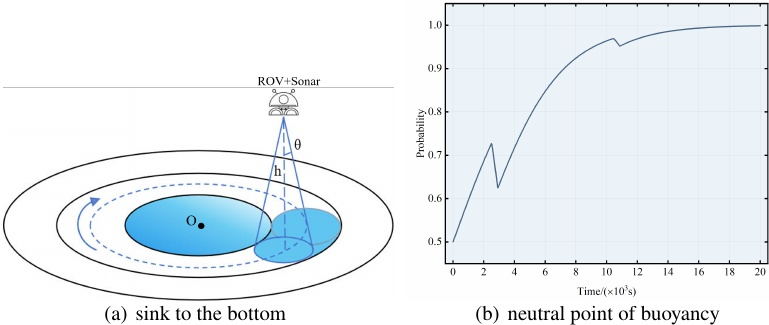 ROV+Sonar
θ
h
O
(a) sink to the bottom
Probability
1.0
0.9
0.8
0.7
0.6
0.5
0 2 4 6 8 10 12 14 16 18 20
Time/(×10³s)
(b) neutral point of buoyancy